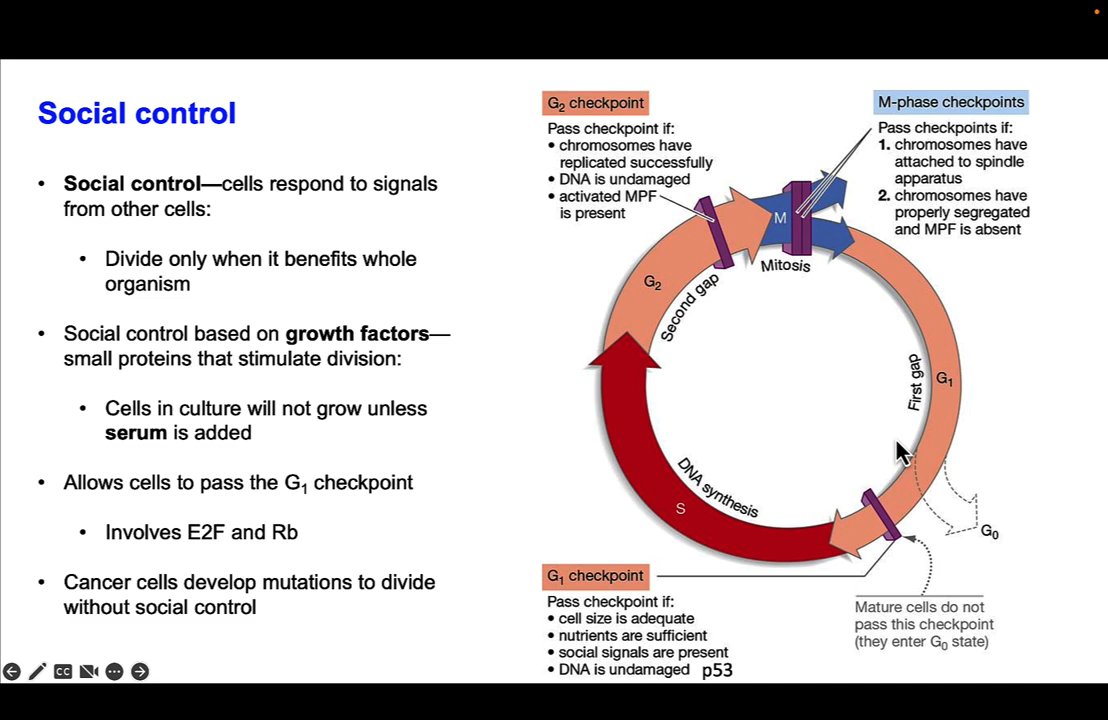 Social control
• Social control—cells respond to signals
from other cells:
• Divide only when it benefits whole
organism
• Social control based on growth factors—
small proteins that stimulate division:
• Cells in culture will not grow unless
serum is added
• Allows cells to pass the G₁ checkpoint
• Involves E2F and Rb
• Cancer cells develop mutations to divide
without social control
G₂ checkpoint
Pass checkpoint if:
• chromosomes have
replicated successfully
• DNA is undamaged
• activated MPF
is present
M-phase checkpoints
Pass checkpoints if:
1. chromosomes have
attached to spindle
apparatus
2. chromosomes have
properly segregated
and MPF is absent
M
Mitosis
G₂
Second gap
First gap
G₁
DNA synthesis
S
G₀
G₁ checkpoint
Pass checkpoint if:
• cell size is adequate
• nutrients are sufficient
• social signals are present
• DNA is undamaged p53
Mature cells do not
pass this checkpoint
(they enter G₀ state)
CC